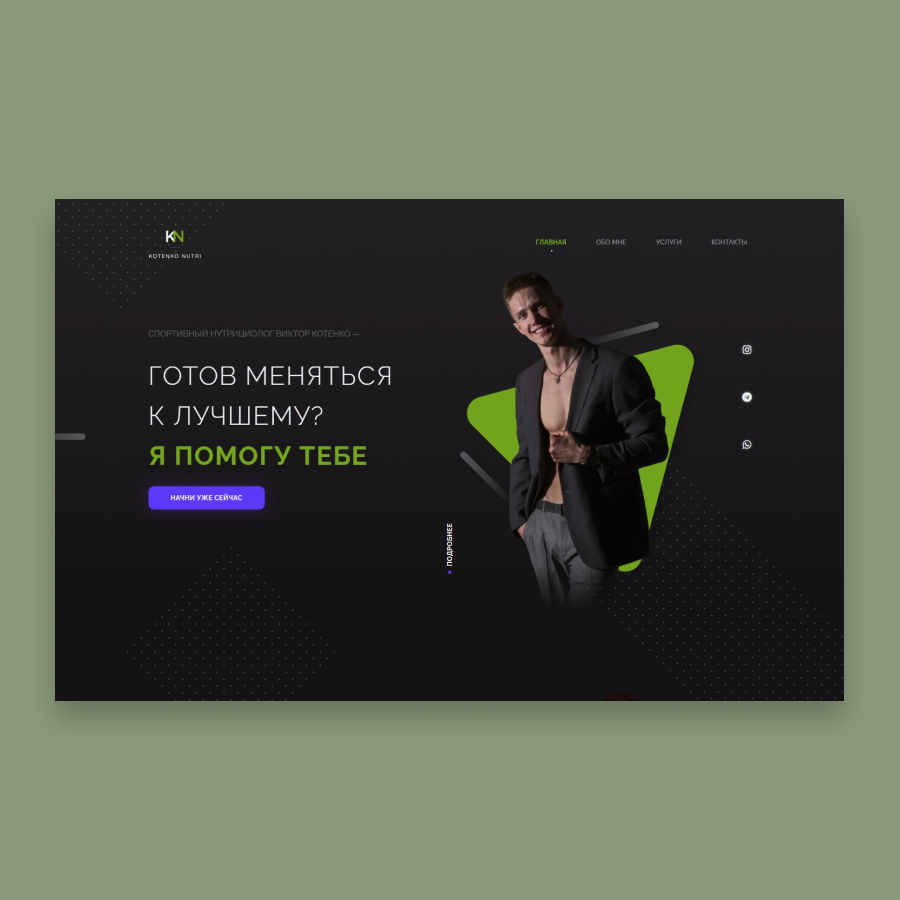 KN
KOTENKO NUTRI
ГЛАВНАЯ
ОБО МНЕ
УСЛУГИ
КОНТАКТЫ
СПОРТИВНЫЙ НУТРИЦИОЛОГ ВИКТОР КОТЕНКО —
ГОТОВ МЕНЯТЬСЯ
К ЛУЧШЕМУ?
Я ПОМОГУ ТЕБЕ
НАЧНИ УЖЕ СЕЙЧАС
ПОДРОБНЕЕ